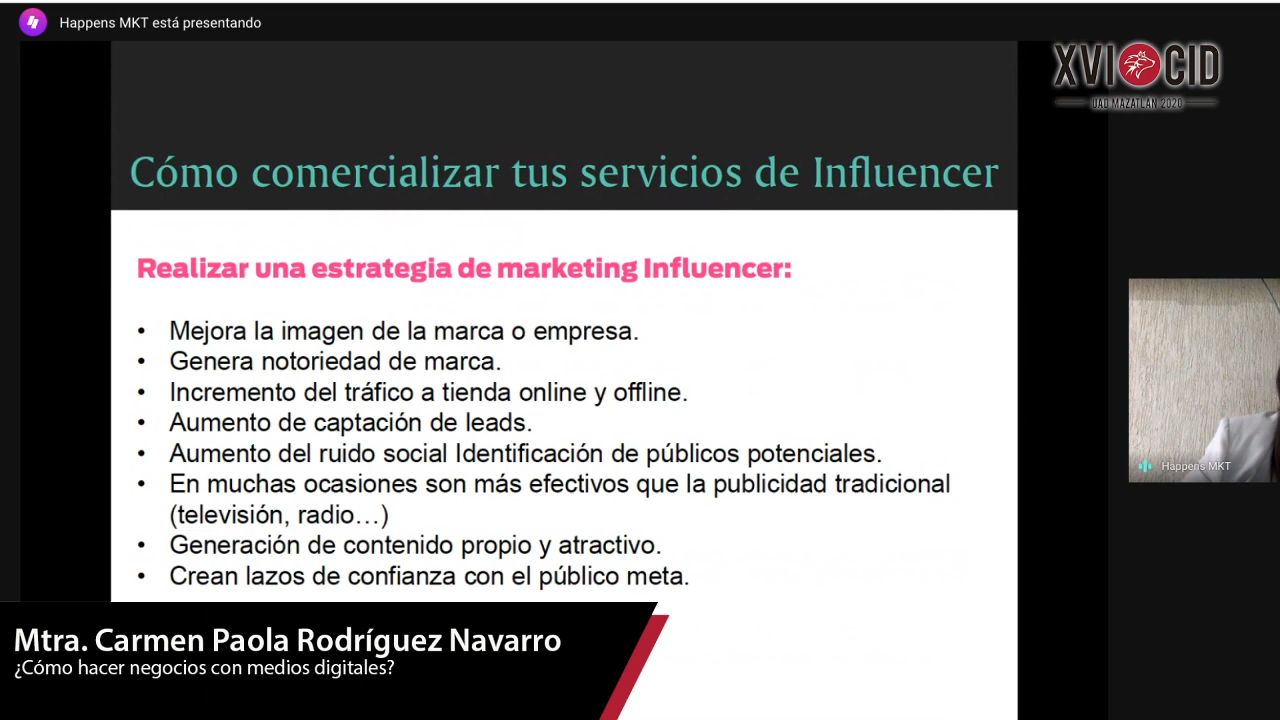 Happens MKT está presentando
XVI CID
UAD MAZATLAN 2020
Cómo comercializar tus servicios de Influencer
Realizar una estrategia de marketing Influencer:
• Mejora la imagen de la marca o empresa.
• Genera notoriedad de marca.
• Incremento del tráfico a tienda online y offline.
• Aumento de captación de leads.
• Aumento del ruido social Identificación de públicos potenciales.
• En muchas ocasiones son más efectivos que la publicidad tradicional
(televisión, radio…)
• Generación de contenido propio y atractivo.
• Crean lazos de confianza con el público meta.
Happens MKT
Mtra. Carmen Paola Rodríguez Navarro
¿Cómo hacer negocios con medios digitales?